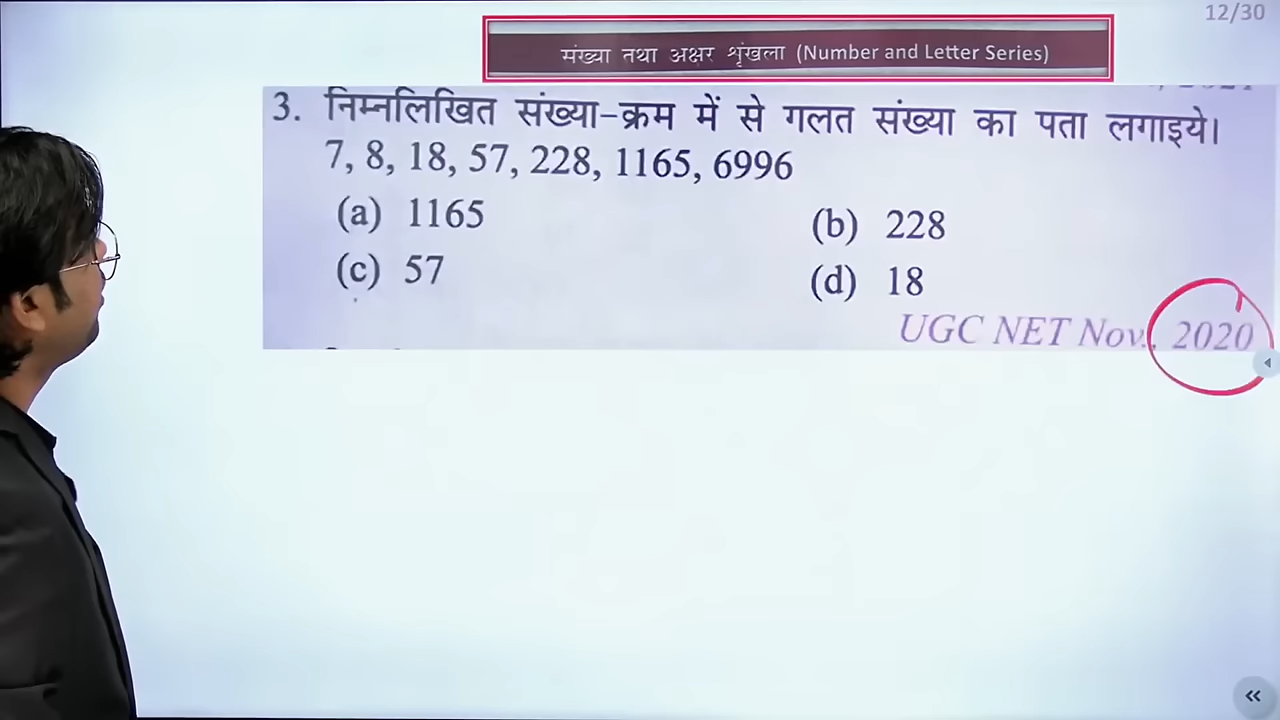 12/30
संख्या तथा अक्षर श्रृंखला (Number and Letter Series)
3. निम्नलिखित संख्या-क्रम में से गलत संख्या का पता लगाइये।
7, 8, 18, 57, 228, 1165, 6996
(a) 1165 (b) 228
(c) 57 (d) 18
UGC NET Nov., 2020